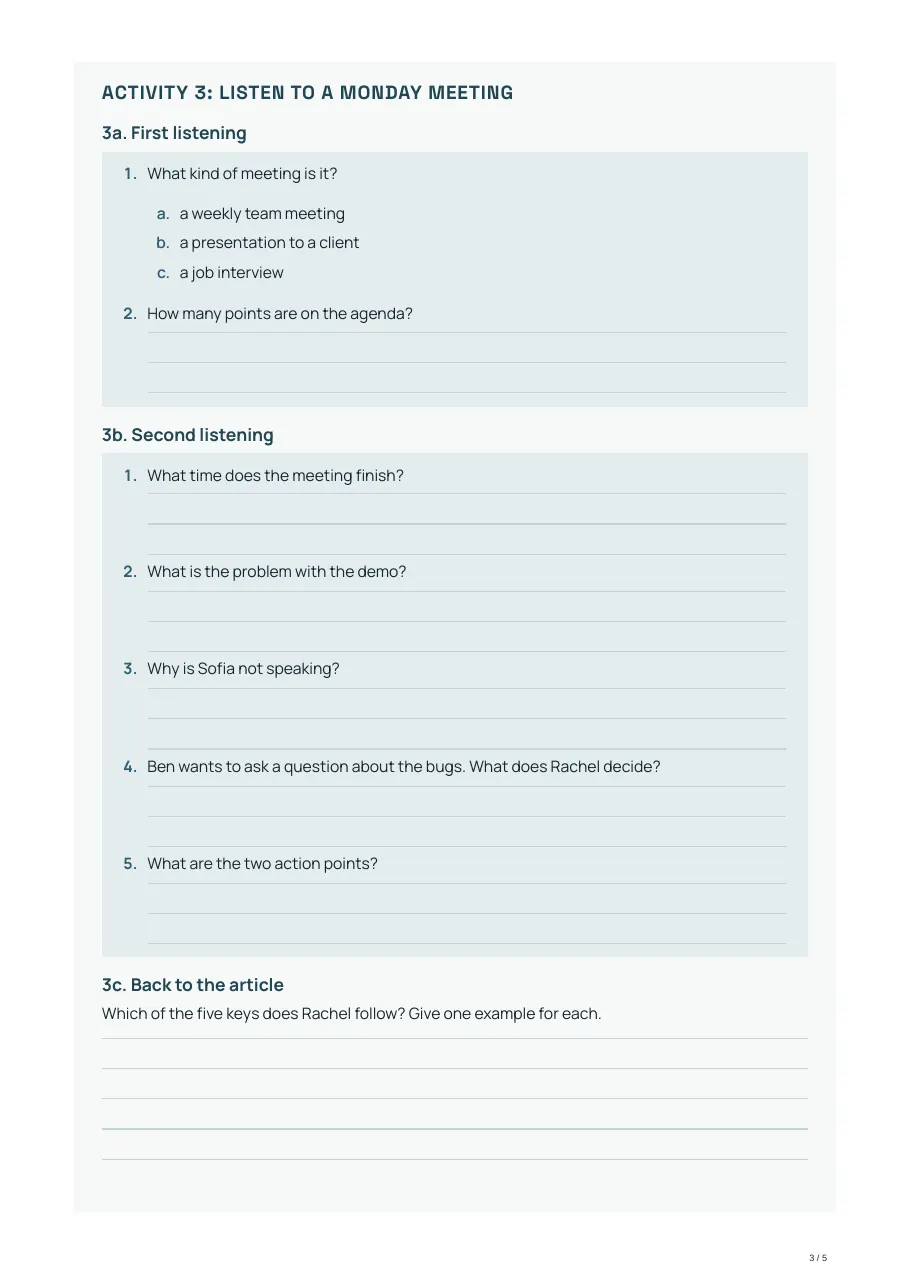 ACTIVITY 3: LISTEN TO A MONDAY MEETING
3a. First listening
1. What kind of meeting is it?
a. a weekly team meeting
b. a presentation to a client
c. a job interview
2. How many points are on the agenda?
3b. Second listening
1. What time does the meeting finish?
2. What is the problem with the demo?
3. Why is Sofia not speaking?
4. Ben wants to ask a question about the bugs. What does Rachel decide?
5. What are the two action points?
3c. Back to the article
Which of the five keys does Rachel follow? Give one example for each.
3 / 5